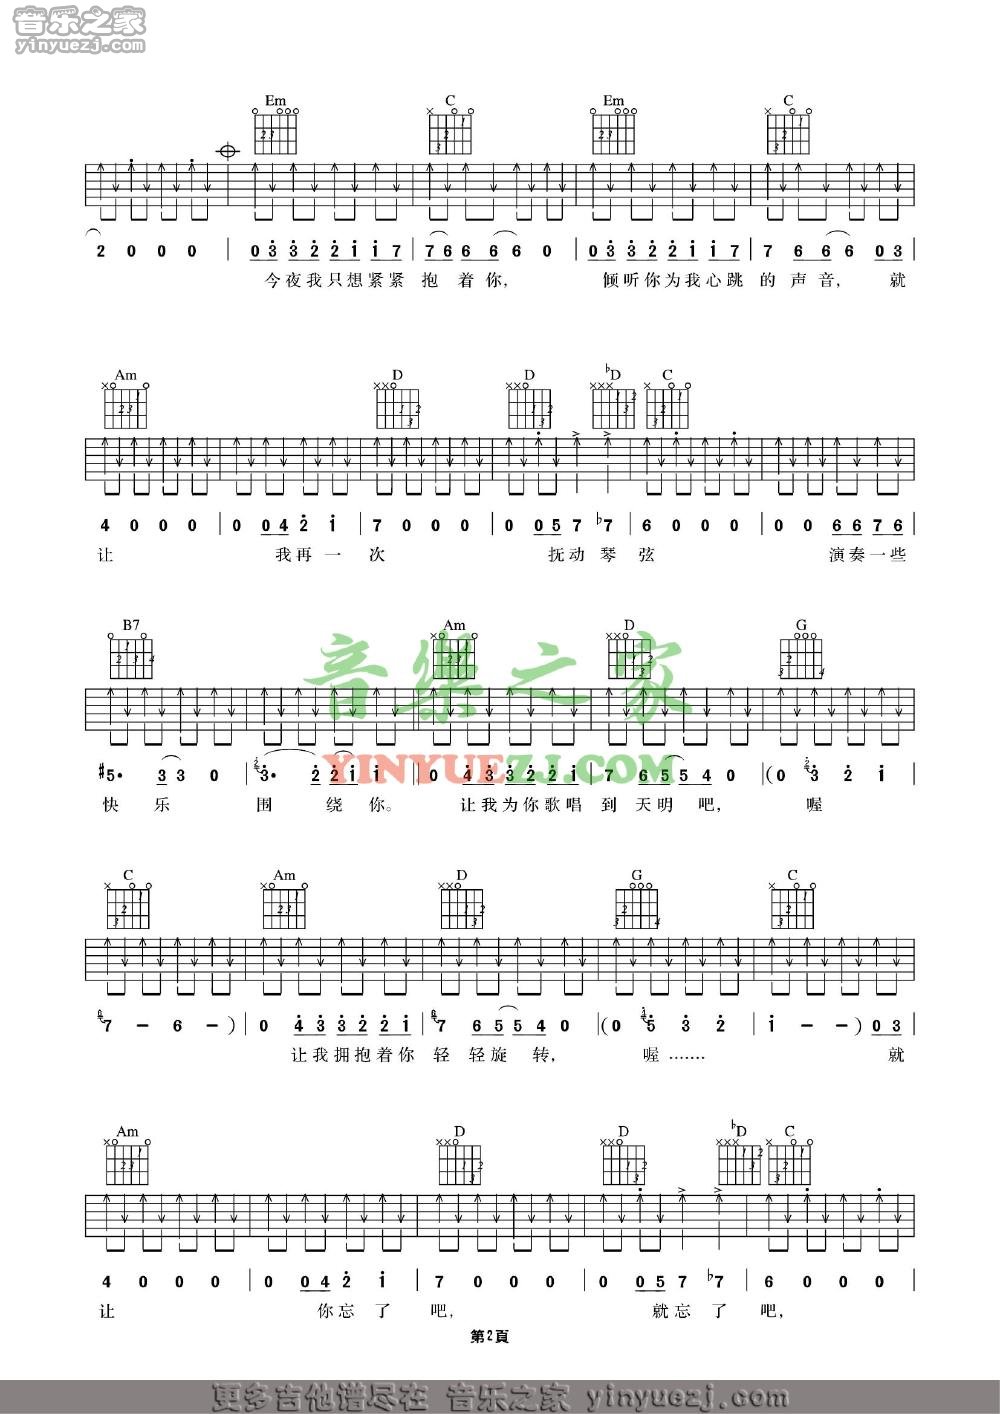 音乐之家
yinyuezj.com
Em C Em C
2 0 0 0 | 0 3 3 2 2 1 1 7 | 7 6 6 6 6 0 | 0 3 3 2 2 1 1 7 | 7 6 6 6 0 3 |
今夜我只想紧紧 抱 着 你, 倾听你为我心跳 的 声 音, 就
Am D D ♭D C
4 0 0 0 | 0 0 4 2 1 | 7 0 0 0 | 0 0 5 7 ♭7 | 6 0 0 0 | 0 0 6 6 7 6 |
让 我再一次 抚动琴弦 演奏一些
B7 Am D G
音樂之家
♯5· 3 3 0 | 3· 2 2 2 1 1 | 0 4 3 3 2 2 1 | 7 6 5 5 4 0 | (0 3 2 1
YINYUEZJ.COM
快 乐 围 绕 你。 让我为你歌唱 到 天 明 吧, 喔
C Am D G C
7 - 6 - ) | 0 4 3 3 2 2 1 | 7 6 5 5 4 0 | (0 5 3 2 | 1 - - ) 0 3 |
让我拥抱着你 轻 轻旋 转, 喔....... 就
Am D D ♭D C
4 0 0 0 | 0 0 4 2 1 | 7 0 0 0 | 0 0 5 7 ♭7 | 6 0 0 0 |
让 你忘了 吧, 就忘了 吧,
第2頁
更多吉他谱尽在 音乐之家 yinyuezj.com